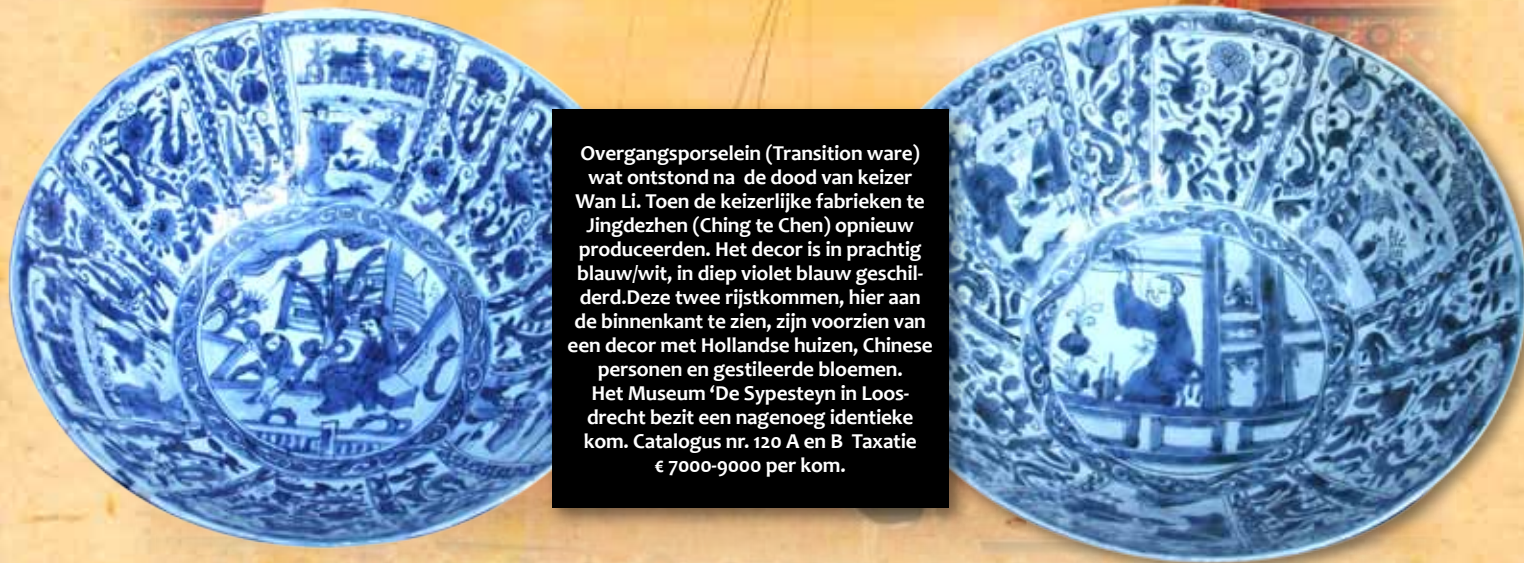 Overgangsporselein (Transition ware)
wat ontstond na de dood van keizer
Wan Li. Toen de keizerlijke fabrieken te
Jingdezhen (Ching te Chen) opnieuw
produceerden. Het decor is in prachtig
blauw/wit, in diep violet blauw geschil-
derd.Deze twee rijstkommen, hier aan
de binnenkant te zien, zijn voorzien van
een decor met Hollandse huizen, Chinese
personen en gestileerde bloemen.
Het Museum ‘De Sypesteyn in Loos-
drecht bezit een nagenoeg identieke
kom. Catalogus nr. 120 A en B Taxatie
€ 7000-9000 per kom.